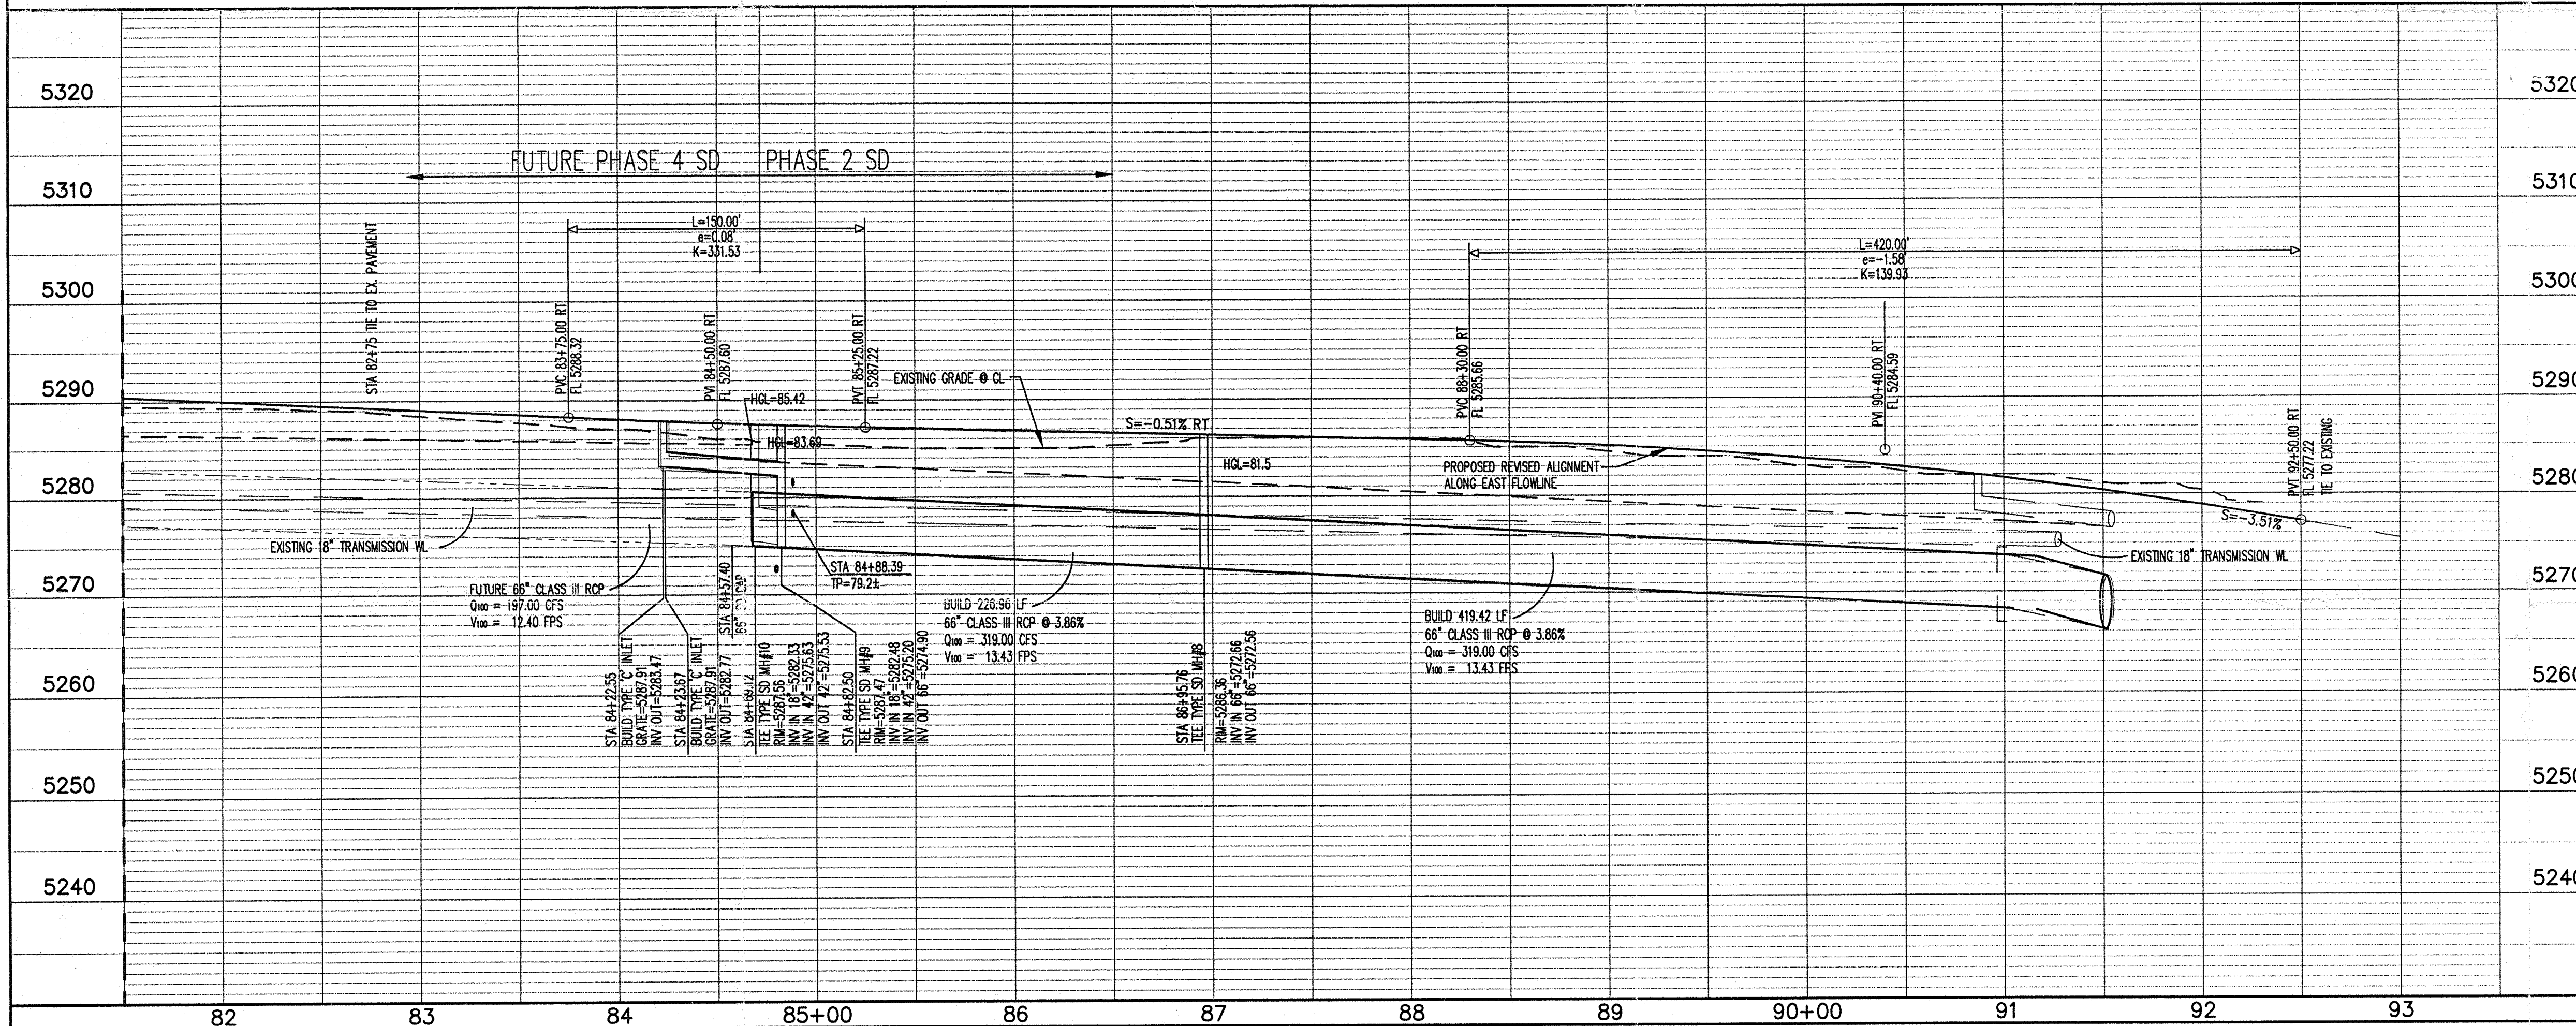 5320
5310
5300
5290
5280
5270
5260
5250
5240
FUTURE PHASE 4 SD
PHASE 2 SD
L=150.00'
e=0.08'
K=331.53
L=420.00'
e=-1.58'
K=139.93
STA 82+75 TIE TO EX. PAVEMENT
PVC 83+75.00 RT
FL 5288.32
PVI 84+50.00 RT
FL 5287.60
PVT 85+25.00 RT
FL 5287.22
PVC 88+30.00 RT
FL 5285.66
PVI 90+40.00 RT
FL 5284.59
PVT 92+50.00 RT
FL 5277.22
TIE TO EXISTING
HGL=85.42
HGL=83.69
EXISTING GRADE @ CL
S=-0.51% RT
HGL=81.5
PROPOSED REVISED ALIGNMENT
ALONG EAST FLOWLINE
S=-3.51%
EXISTING 18" TRANSMISSION WL
EXISTING 18" TRANSMISSION WL
FUTURE 66" CLASS III RCP
Q100 = 197.00 CFS
V100 = 12.40 FPS
STA 84+88.39
TP=79.2±
BUILD 226.96 LF
66" CLASS III RCP @ 3.86%
Q100 = 319.00 CFS
V100 = 13.43 FPS
BUILD 419.42 LF
66" CLASS III RCP @ 3.86%
Q100 = 319.00 CFS
V100 = 13.43 FPS
STA 84+22.55
BUILD TYPE 'C' INLET
GRATE=5287.91
INV OUT=5283.47
STA 84+23.67
BUILD TYPE 'C' INLET
GRATE=5287.91
INV OUT=5282.77
STA 84+57.40
66"
STA 84+69.12
TEE TYPE SD MH#10
RIM=5287.56
INV IN 18"=5282.33
INV IN 42"=5275.63
INV OUT 42"=5275.53
STA 84+82.50
TEE TYPE SD MH#9
RIM=5287.47
INV IN 18"=5282.48
INV IN 42"=5275.20
INV OUT 66"=5274.90
STA 86+95.76
TEE TYPE SD MH#8
RIM=5286.36
INV IN 66"=5272.66
INV OUT 66"=5272.56
5320
5310
5300
5290
5280
5270
5260
5250
5240
82 83 84 85+00 86 87 88 89 90+00 91 92 93